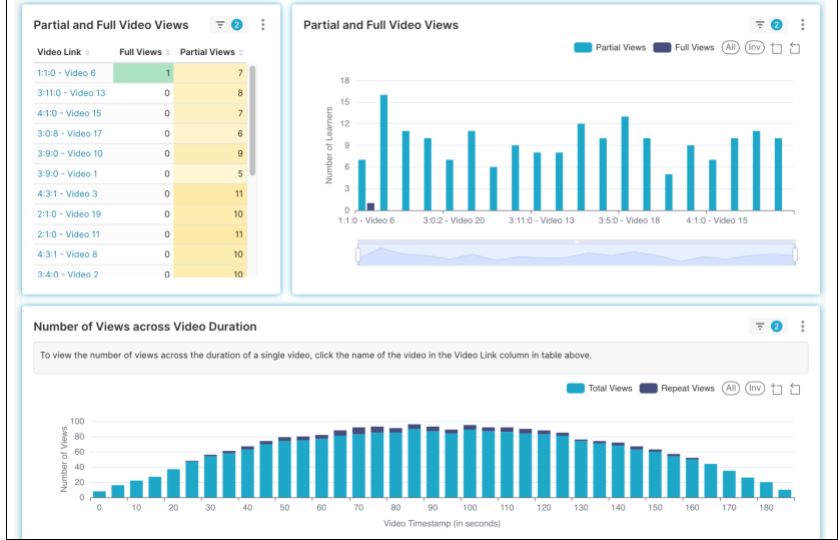 Partial and Full Video Views 2
Video Link Full Views Partial Views
1:1:0 - Video 6 1 7
3:11:0 - Video 13 0 8
4:1:0 - Video 15 0 7
3:0:8 - Video 17 0 6
3:9:0 - Video 10 0 9
3:9:0 - Video 1 0 5
4:3:1 - Video 3 0 11
2:1:0 - Video 19 0 10
2:1:0 - Video 11 0 11
4:3:1 - Video 8 0 10
3:4:0 - Video 2 0 10
Partial and Full Video Views 2
Partial Views Full Views All Inv
Number of Learners
18
15
12
9
6
3
0
1:1:0 - Video 6 3:0:2 - Video 20 3:11:0 - Video 13 3:5:0 - Video 18 4:1:0 - Video 15
Number of Views across Video Duration 2
To view the number of views across the duration of a single video, click the name of the video in the Video Link column in table above.
Total Views Repeat Views All Inv
Number of Views
100
80
60
40
20
0
0 10 20 30 40 50 60 70 80 90 100 110 120 130 140 150 160 170 180
Video Timestamp (in seconds)